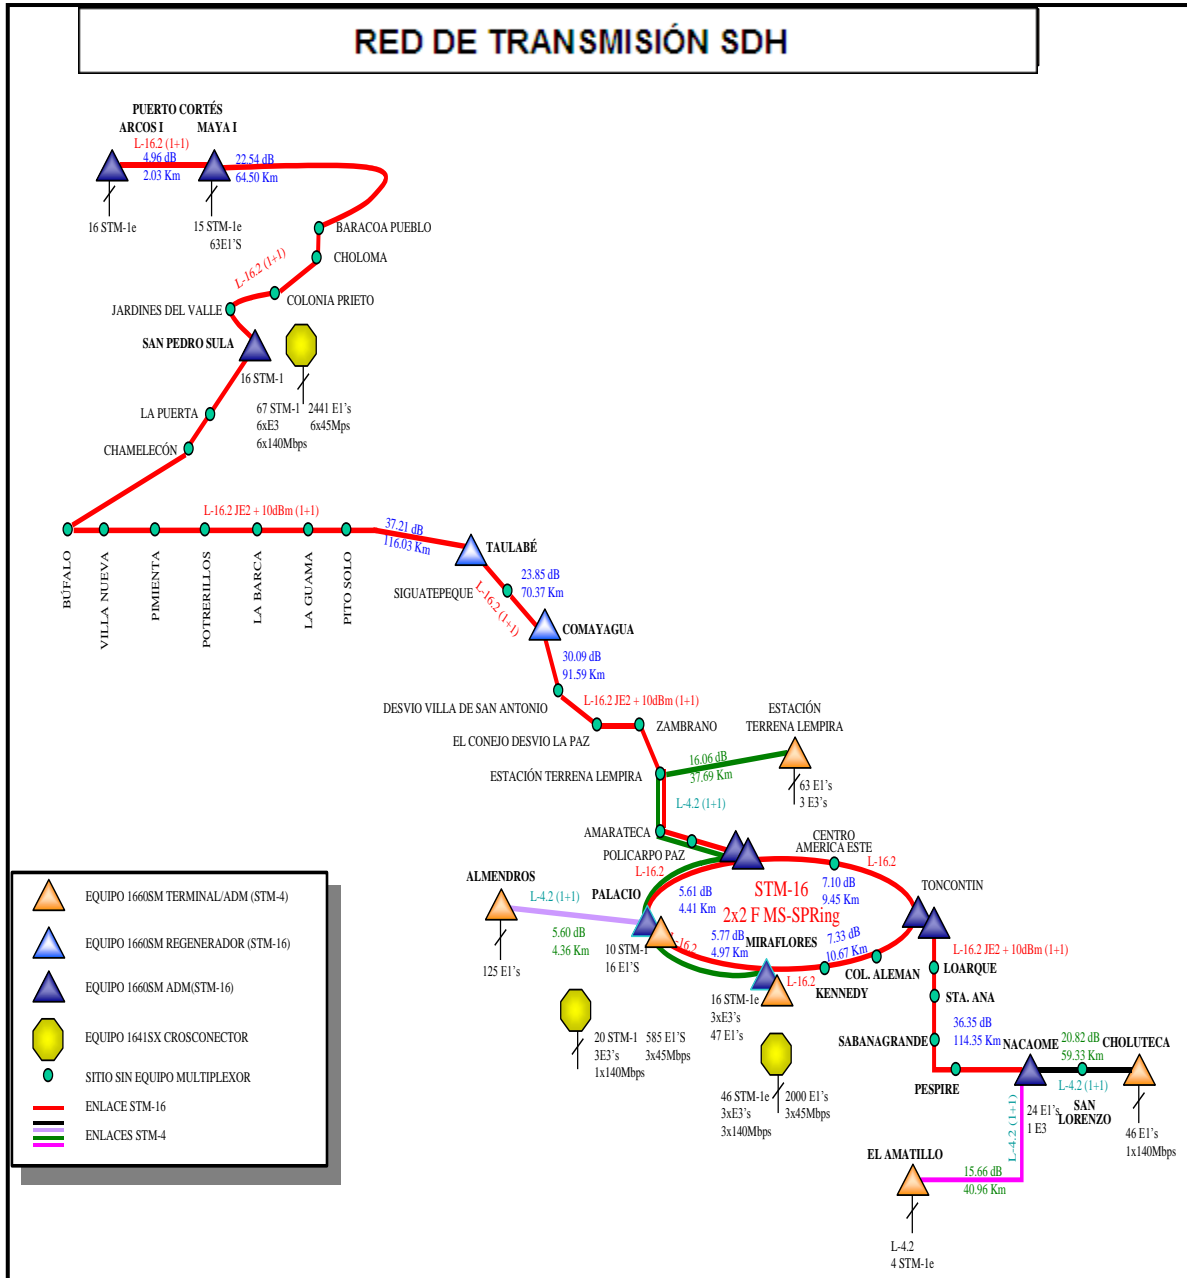 RED DE TRANSMISIÓN SDH
PUERTO CORTÉS
ARCOS I
MAYA I
L-16.2 (1+1)
4.96 dB
2.03 Km
22.54 dB
64.50 Km
16 STM-1e
15 STM-1e
63E1'S
BARACOA PUEBLO
CHOLOMA
L-16.2 (1+1)
COLONIA PRIETO
JARDINES DEL VALLE
SAN PEDRO SULA
16 STM-1
67 STM-1
2441 E1's
6xE3
6x45Mps
6x140Mbps
LA PUERTA
CHAMELECÓN
L-16.2 JE2 + 10dBm (1+1)
37.21 dB
116.03 Km
BÚFALO
VILLA NUEVA
PIMIENTA
POTRERILLOS
LA BARCA
LA GUAMA
PITO SOLO
TAULABÉ
23.85 dB
70.37 Km
SIGUATEPEQUE
L-16.2 (1+1)
COMAYAGUA
30.09 dB
91.59 Km
DESVIO VILLA DE SAN ANTONIO
L-16.2 JE2 + 10dBm (1+1)
EL CONEJO DESVIO LA PAZ
ZAMBRANO
ESTACIÓN
TERRENA LEMPIRA
ESTACIÓN TERRENA LEMPIRA
16.06 dB
37.69 Km
63 E1's
3 E3's
L-4.2 (1+1)
AMARATECA
POLICARPO PAZ
CENTRO
AMERICA ESTE
L-16.2
L-16.2
ALMENDROS
PALACIO
L-4.2 (1+1)
5.60 dB
4.36 Km
125 E1's
5.61 dB
4.41 Km
STM-16
2x2 F MS-SPRing
7.10 dB
9.45 Km
TONCONTIN
L-16.2
5.77 dB
4.97 Km
MIRAFLORES
7.33 dB
10.67 Km
10 STM-1
16 E1'S
L-16.2
KENNEDY
COL. ALEMAN
L-16.2 JE2 + 10dBm (1+1)
LOARQUE
STA. ANA
16 STM-1e
3xE3's
47 E1's
20 STM-1
585 E1'S
3E3's
3x45Mbps
1x140Mbps
46 STM-1e
2000 E1's
3xE3's
3x45Mbps
3x140Mbps
SABANAGRANDE
36.35 dB
114.35 Km
PESPIRE
NACAOME
20.82 dB
59.33 Km
CHOLUTECA
L-4.2 (1+1)
SAN
LORENZO
24 E1's
1 E3
46 E1's
1x140Mbps
L-4.2 (1+1)
EL AMATILLO
15.66 dB
40.96 Km
L-4.2
4 STM-1e
EQUIPO 1660SM TERMINAL/ADM (STM-4)
EQUIPO 1660SM REGENERADOR (STM-16)
EQUIPO 1660SM ADM(STM-16)
EQUIPO 1641SX CROSCONECTOR
SITIO SIN EQUIPO MULTIPLEXOR
ENLACE STM-16
ENLACES STM-4